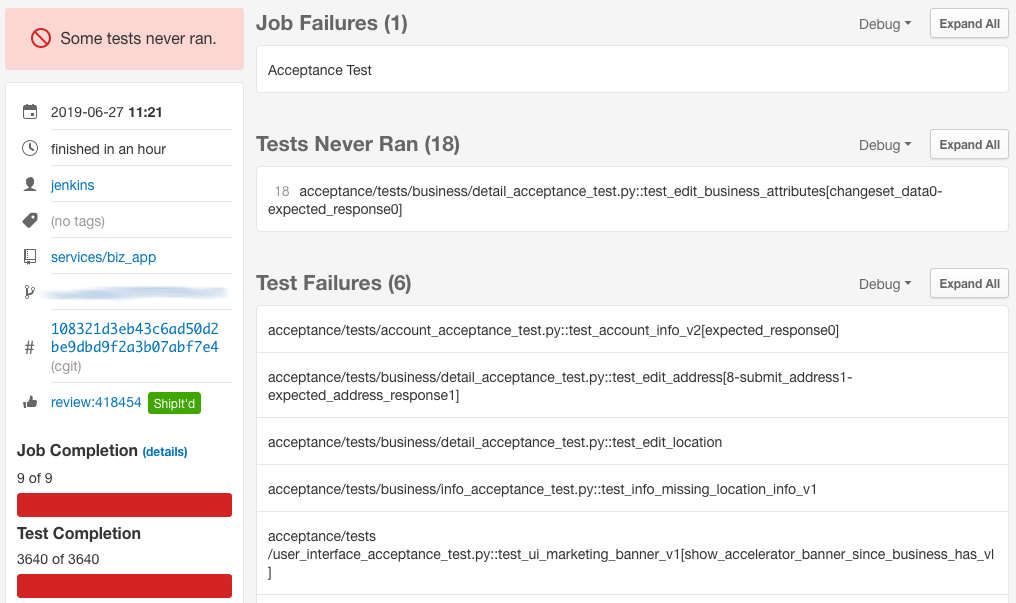 Some tests never ran.
2019-06-27 11:21
finished in an hour
jenkins
(no tags)
services/biz_app
#
108321d3eb43c6ad50d2
be9dbd9f2a3b07abf7e4
(cgit)
review:418454 ShipIt'd
Job Completion (details)
9 of 9
Test Completion
3640 of 3640
Job Failures (1)
Debug
Expand All
Acceptance Test
Tests Never Ran (18)
Debug
Expand All
18 acceptance/tests/business/detail_acceptance_test.py::test_edit_business_attributes[changeset_data0-
expected_response0]
Test Failures (6)
Debug
Expand All
acceptance/tests/account_acceptance_test.py::test_account_info_v2[expected_response0]
acceptance/tests/business/detail_acceptance_test.py::test_edit_address[8-submit_address1-
expected_address_response1]
acceptance/tests/business/detail_acceptance_test.py::test_edit_location
acceptance/tests/business/info_acceptance_test.py::test_info_missing_location_info_v1
acceptance/tests
/user_interface_acceptance_test.py::test_ui_marketing_banner_v1[show_accelerator_banner_since_business_has_vl
]